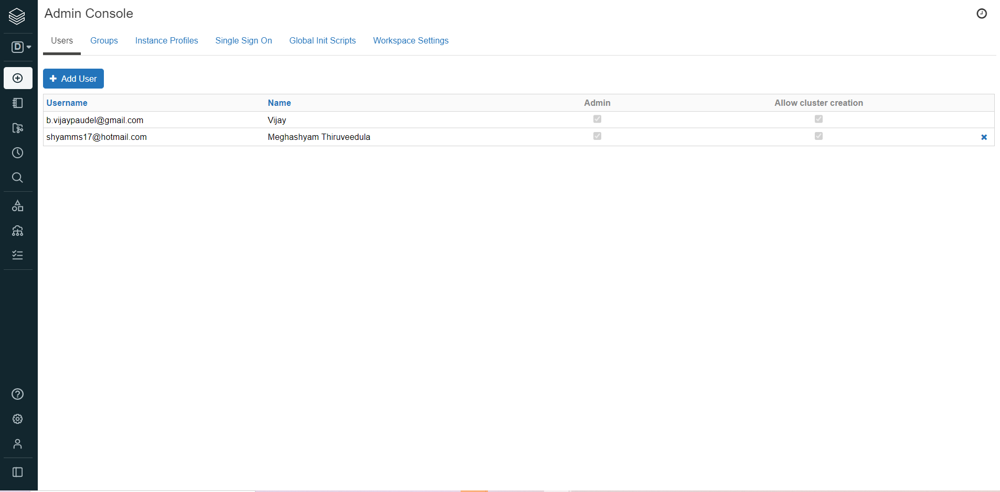 Admin Console
D
Users Groups Instance Profiles Single Sign On Global Init Scripts Workspace Settings
Add User
Username Name Admin Allow cluster creation
b.vijaypaudel@gmail.com Vijay
shyamms17@hotmail.com Meghashyam Thiruveedula